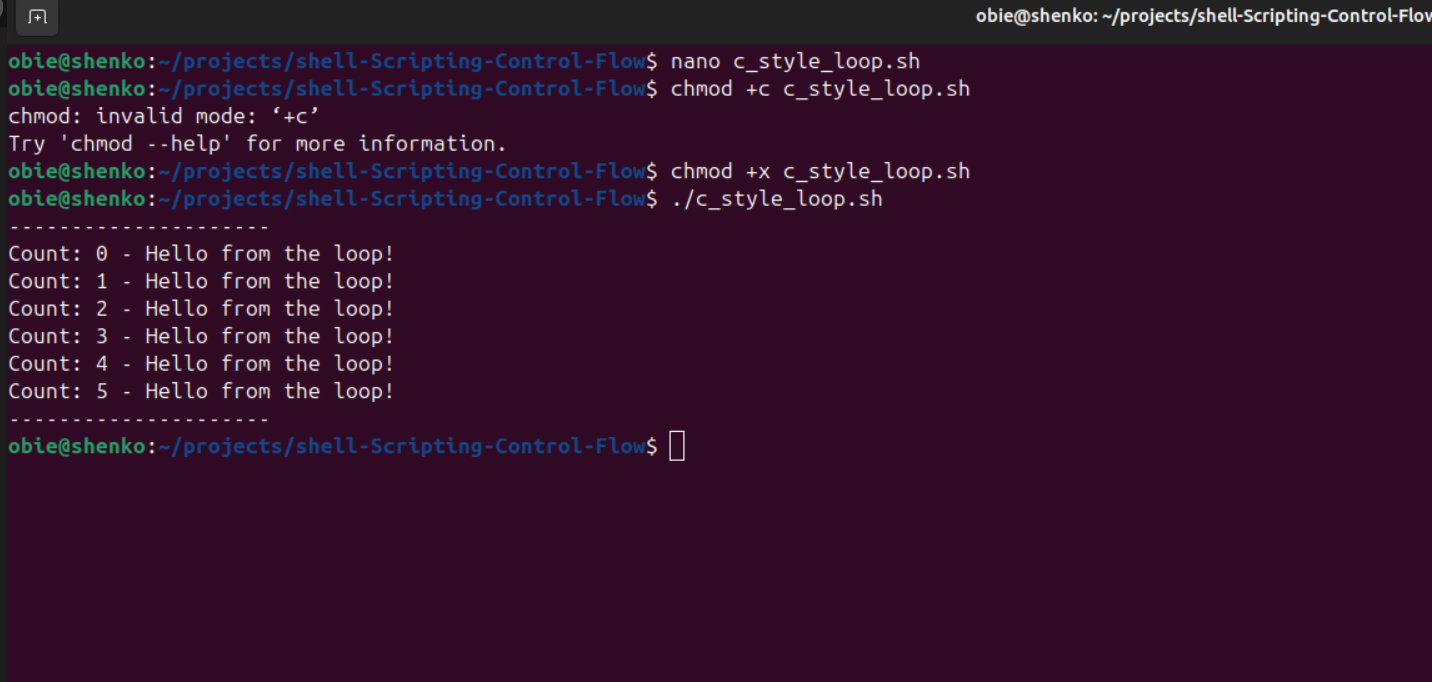 obie@shenko: ~/projects/shell-Scripting-Control-Flow
obie@shenko:~/projects/shell-Scripting-Control-Flow$ nano c_style_loop.sh
obie@shenko:~/projects/shell-Scripting-Control-Flow$ chmod +c c_style_loop.sh
chmod: invalid mode: ‘+c’
Try 'chmod --help' for more information.
obie@shenko:~/projects/shell-Scripting-Control-Flow$ chmod +x c_style_loop.sh
obie@shenko:~/projects/shell-Scripting-Control-Flow$ ./c_style_loop.sh
---------------------
Count: 0 - Hello from the loop!
Count: 1 - Hello from the loop!
Count: 2 - Hello from the loop!
Count: 3 - Hello from the loop!
Count: 4 - Hello from the loop!
Count: 5 - Hello from the loop!
---------------------
obie@shenko:~/projects/shell-Scripting-Control-Flow$